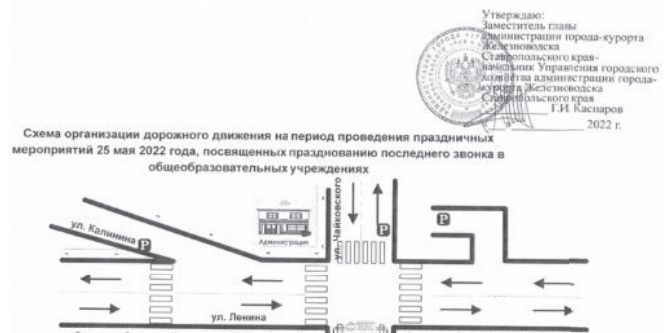 Утверждаю:
Заместитель главы
администрации города-курорта
Железноводска
Ставропольского края-
начальник Управления городского
хозяйства администрации города-
курорта Железноводска
Ставропольского края
Г.И. Каспаров
2022 г.
Схема организации дорожного движения на период проведения праздничных
мероприятий 25 мая 2022 года, посвященных празднованию последнего звонка в
общеобразовательных учреждениях
ул. Калинина
P
Администрация
ул. Чайковского
P
P
ул. Ленина